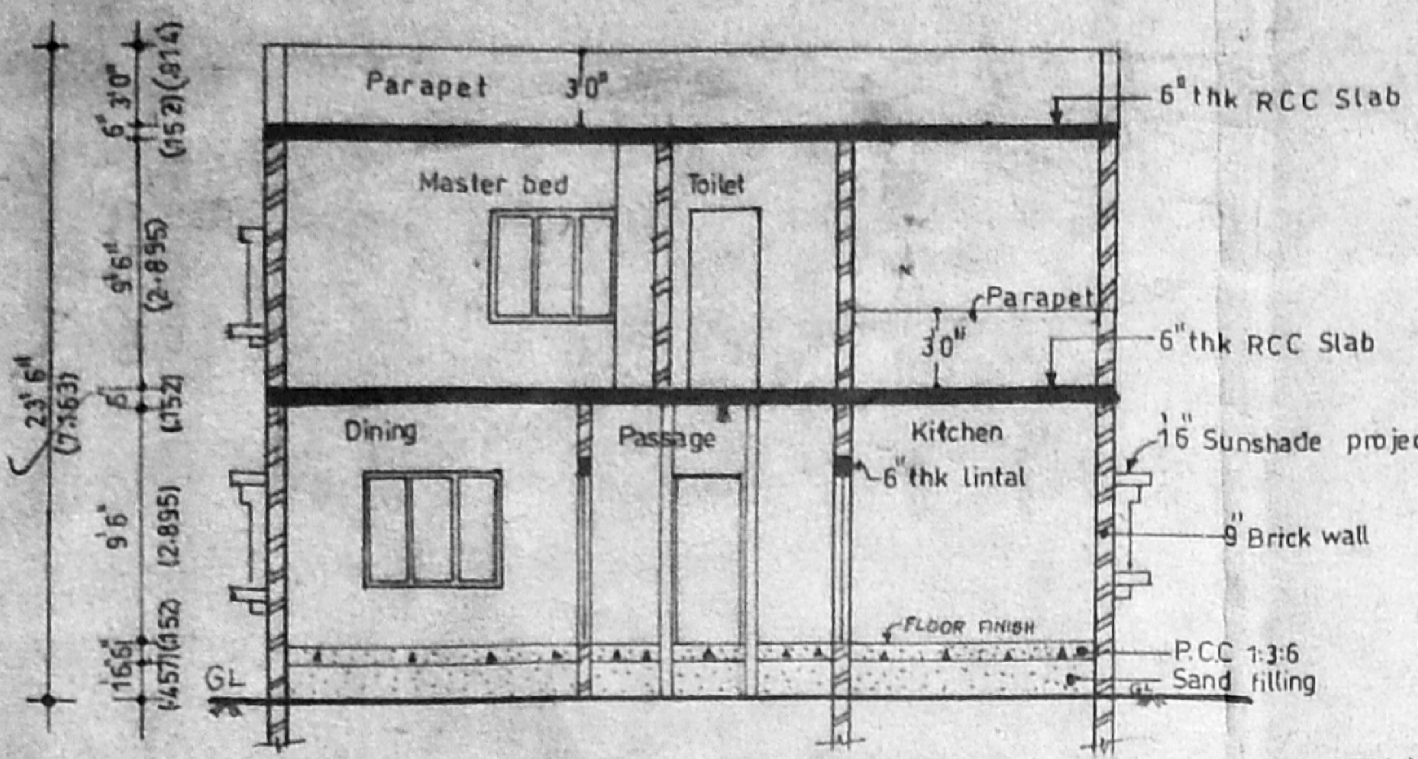 Parapet 3'0"
6" thk RCC Slab
Master bed
Toilet
Parapet
3'0"
6" thk RCC Slab
Dining
Passage
Kitchen
1'6" Sunshade projec
6" thk lintal
9" Brick wall
FLOOR FINISH
P.C.C 1:3:6
Sand filling
GL
GL
23'6"
(7.163)
3'0"
(.814)
6"
(152)
9'6"
(2.895)
6"
(.152)
9'6"
(2.895)
6"
(152)
1'6"
(.457)